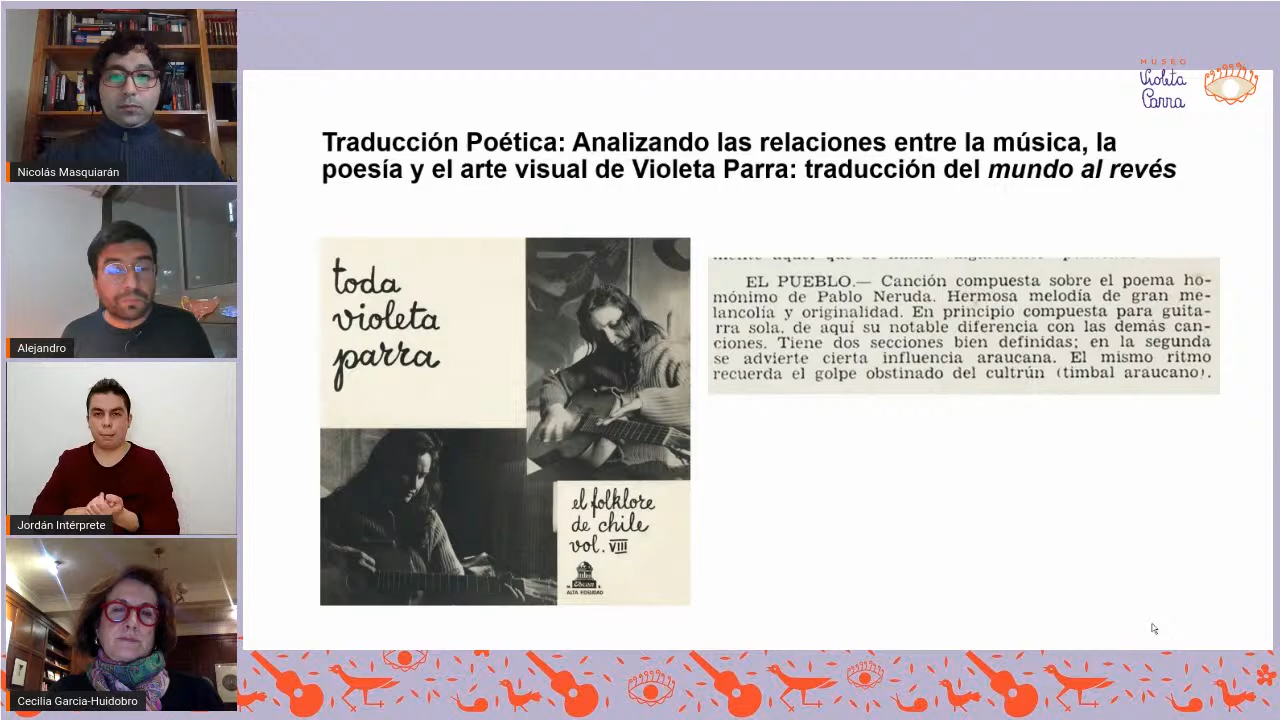 Nicolás Masquiarán
Alejandro
Jordán Intérprete
Cecilia Garcia-Huidobro
MUSEO
Violeta
Parra
Traducción Poética: Analizando las relaciones entre la música, la
poesía y el arte visual de Violeta Parra: traducción del mundo al revés
toda
violeta
parra
el folklore
de chile
vol. VIII
Odeon
ALTA FIDELIDAD
EL PUEBLO.— Canción compuesta sobre el poema ho-
mónimo de Pablo Neruda. Hermosa melodía de gran me-
lancolía y originalidad. En principio compuesta para guita-
rra sola, de aquí su notable diferencia con las demás can-
ciones. Tiene dos secciones bien definidas; en la segunda
se advierte cierta influencia araucana. El mismo ritmo
recuerda el golpe obstinado del cultrún (timbal araucano).